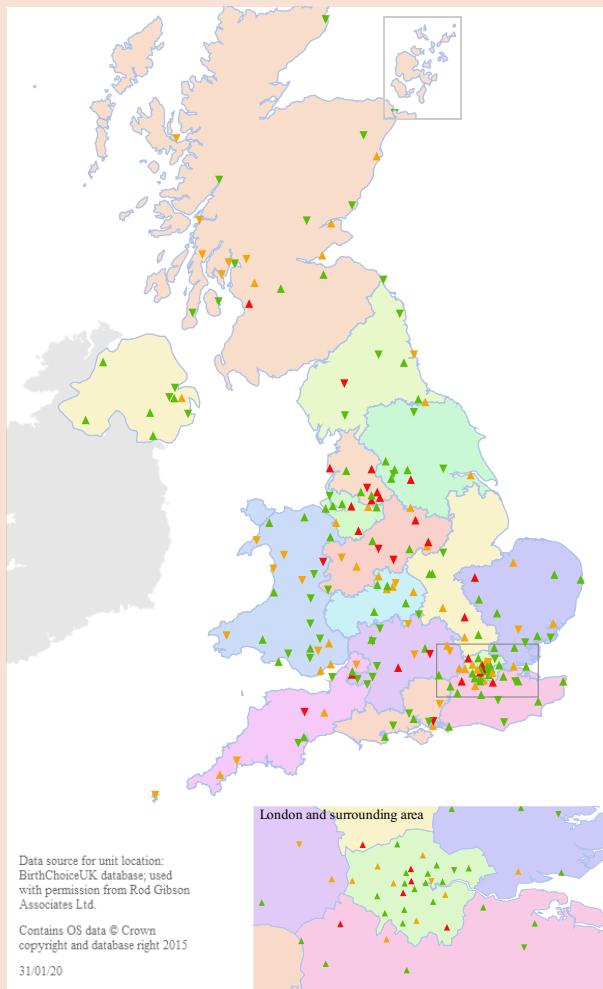 London and surrounding area
Data source for unit location:
BirthChoiceUK database; used
with permission from Rod Gibson
Associates Ltd.
Contains OS data © Crown
copyright and database right 2015
31/01/20